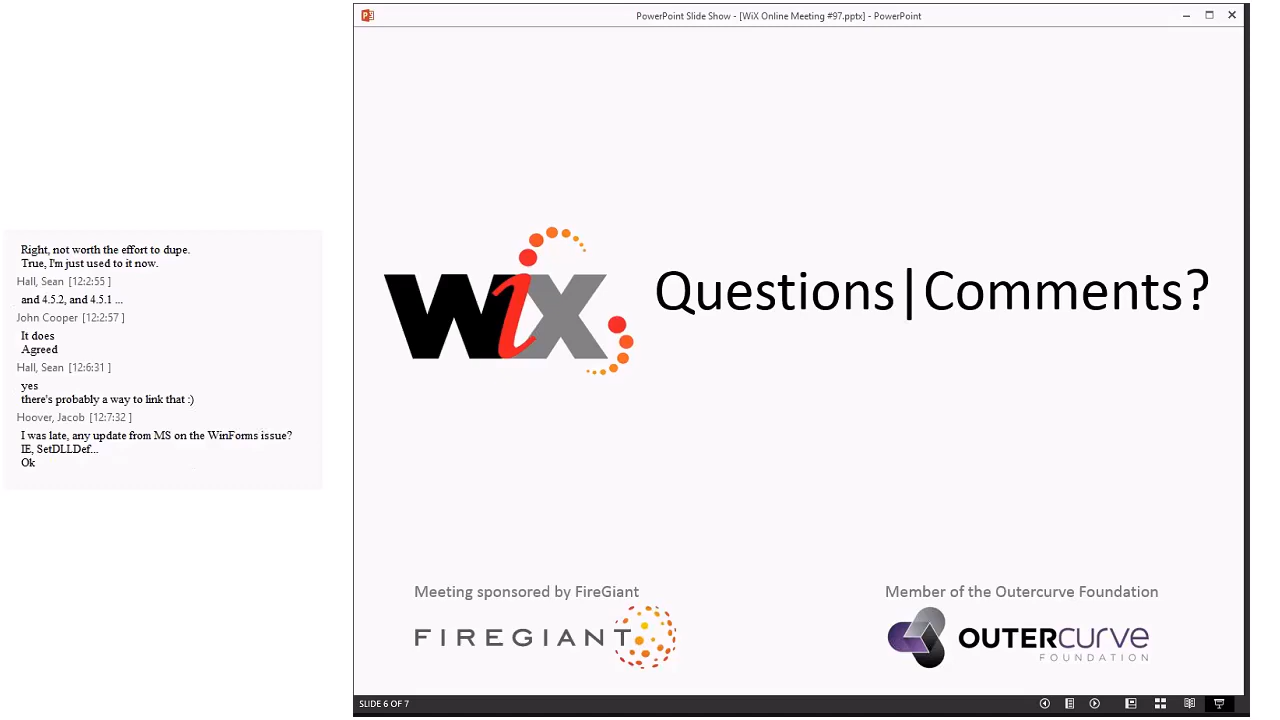 PowerPoint Slide Show - [WiX Online Meeting #97.pptx] - PowerPoint
Right, not worth the effort to dupe.
True, I'm just used to it now.
Hall, Sean [12:2:55 ]
and 4.5.2, and 4.5.1 ...
John Cooper [12:2:57 ]
It does
Agreed
Hall, Sean [12:6:31 ]
yes
there's probably a way to link that :)
Hoover, Jacob [12:7:32 ]
I was late, any update from MS on the WinForms issue?
IE, SetDLLDef...
Ok
WiX
Questions|Comments?
Meeting sponsored by FireGiant
FIREGIANT
Member of the Outercurve Foundation
OUTERCURVE
FOUNDATION
SLIDE 6 OF 7